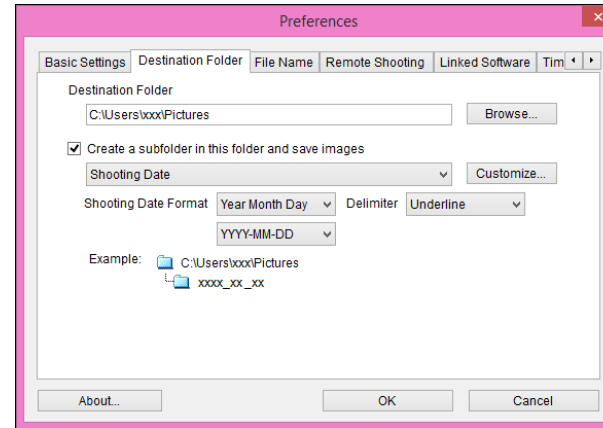 Preferences
Basic Settings Destination Folder File Name Remote Shooting Linked Software Tim
Destination Folder
C:\Users\xxx\Pictures Browse...
Create a subfolder in this folder and save images
Shooting Date Customize...
Shooting Date Format Year Month Day Delimiter Underline
YYYY-MM-DD
Example: C:\Users\xxx\Pictures
xxxx_xx_xx
About... OK Cancel